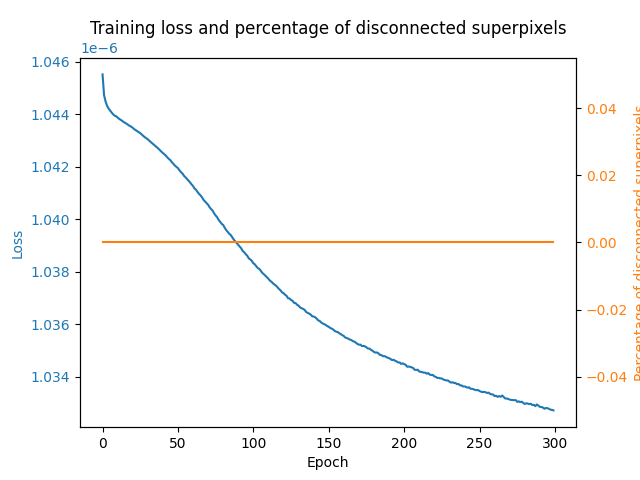 Training loss and percentage of disconnected superpixels
1e−6
1.046
1.044
1.042
1.040
1.038
1.036
1.034
Loss
0.04
0.02
0.00
−0.02
−0.04
Percentage of disconnected superpixels
0 50 100 150 200 250 300
Epoch